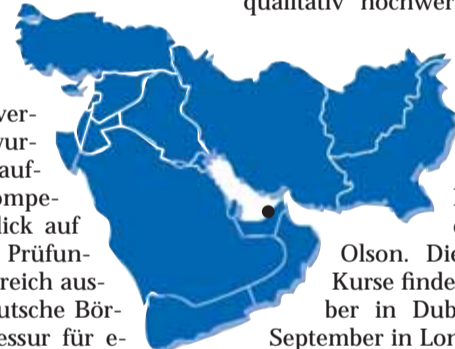 ver-
wur-
auf-
ompe-
lick auf
Prüfun-
reich aus-
utsche Bör-
essur für e-
qualitativ hochwer
Olson. Die
Kurse finde
ber in Dub
September in Lon